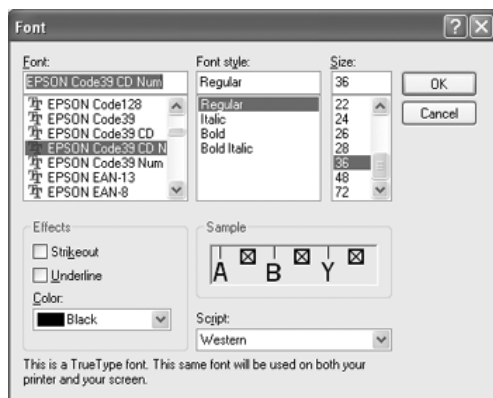 Font
Font: Font style: Size:
EPSON Code39 CD Num Regular 36 OK
EPSON Code128 Regular 22 Cancel
EPSON Code39 Italic 24
EPSON Code39 CD Bold 26
EPSON Code39 CD N Bold Italic 28
EPSON Code39 Num 36
EPSON EAN-13 48
EPSON EAN-8 72
Effects Sample
Strikeout A B Y
Underline
Color: Script:
Black Western
This is a TrueType font. This same font will be used on both your
printer and your screen.